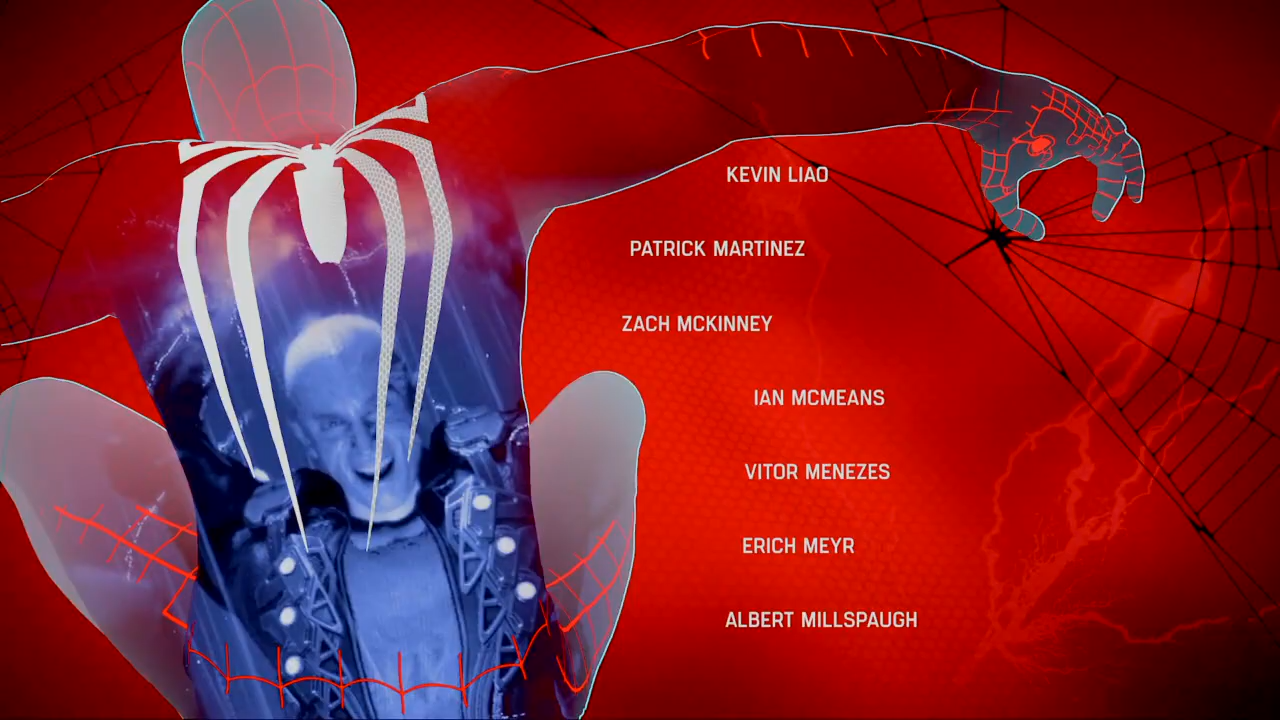 KEVIN LIAO
PATRICK MARTINEZ
ZACH MCKINNEY
IAN MCMEANS
VITOR MENEZES
ERICH MEYR
ALBERT MILLSPAUGH